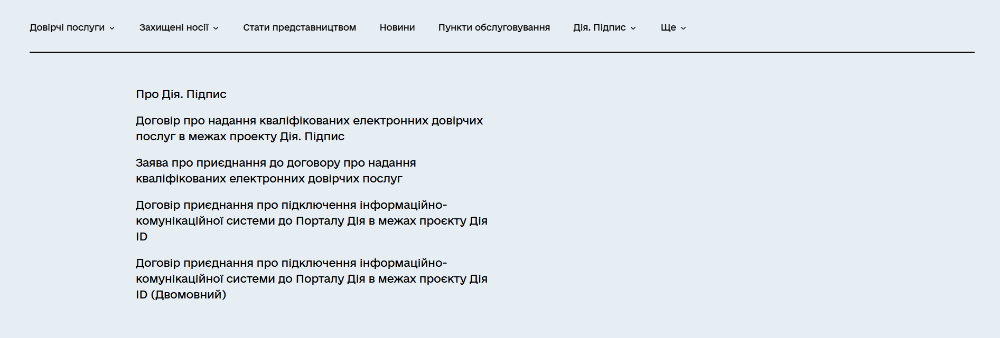 Довірчі послуги Захищені носії Стати представництвом Новини Пункти обслуговування Дія. Підпис Ще
Про Дія. Підпис
Договір про надання кваліфікованих електронних довірчих
послуг в межах проекту Дія. Підпис
Заява про приєднання до договору про надання
кваліфікованих електронних довірчих послуг
Договір приєднання про підключення інформаційно-
комунікаційної системи до Порталу Дія в межах проєкту Дія
ID
Договір приєднання про підключення інформаційно-
комунікаційної системи до Порталу Дія в межах проєкту Дія
ID (Двомовний)